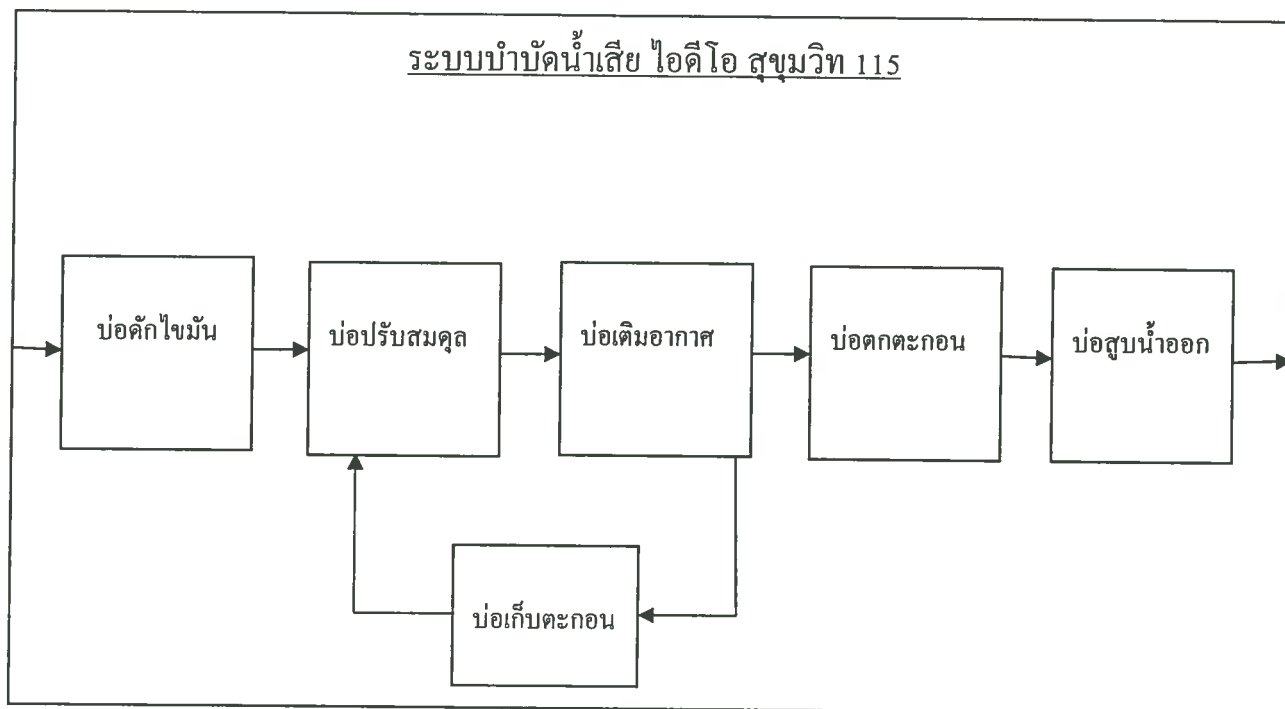 ระบบบำบัดน้ำเสีย ไอดีโอ สุขุมวิท 115
บ่อดักไขมัน
บ่อปรับสมดุล
บ่อเติมอากาศ
บ่อตกตะกอน
บ่อสูบน้ำออก
บ่อเก็บตะกอน